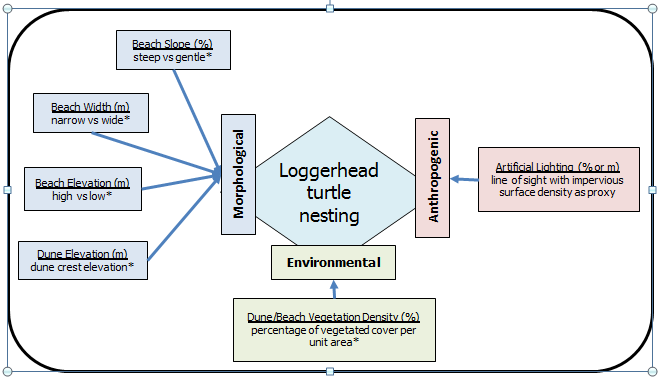 Beach Slope (%)
steep vs gentle*
Beach Width (m)
narrow vs wide*
Beach Elevation (m)
high vs low*
Dune Elevation (m)
dune crest elevation*
Morphological
Loggerhead
turtle
nesting
Anthropogenic
Artificial Lighting (% or m)
line of sight with impervious
surface density as proxy
Environmental
Dune/Beach Vegetation Density (%)
percentage of vegetated cover per
unit area*